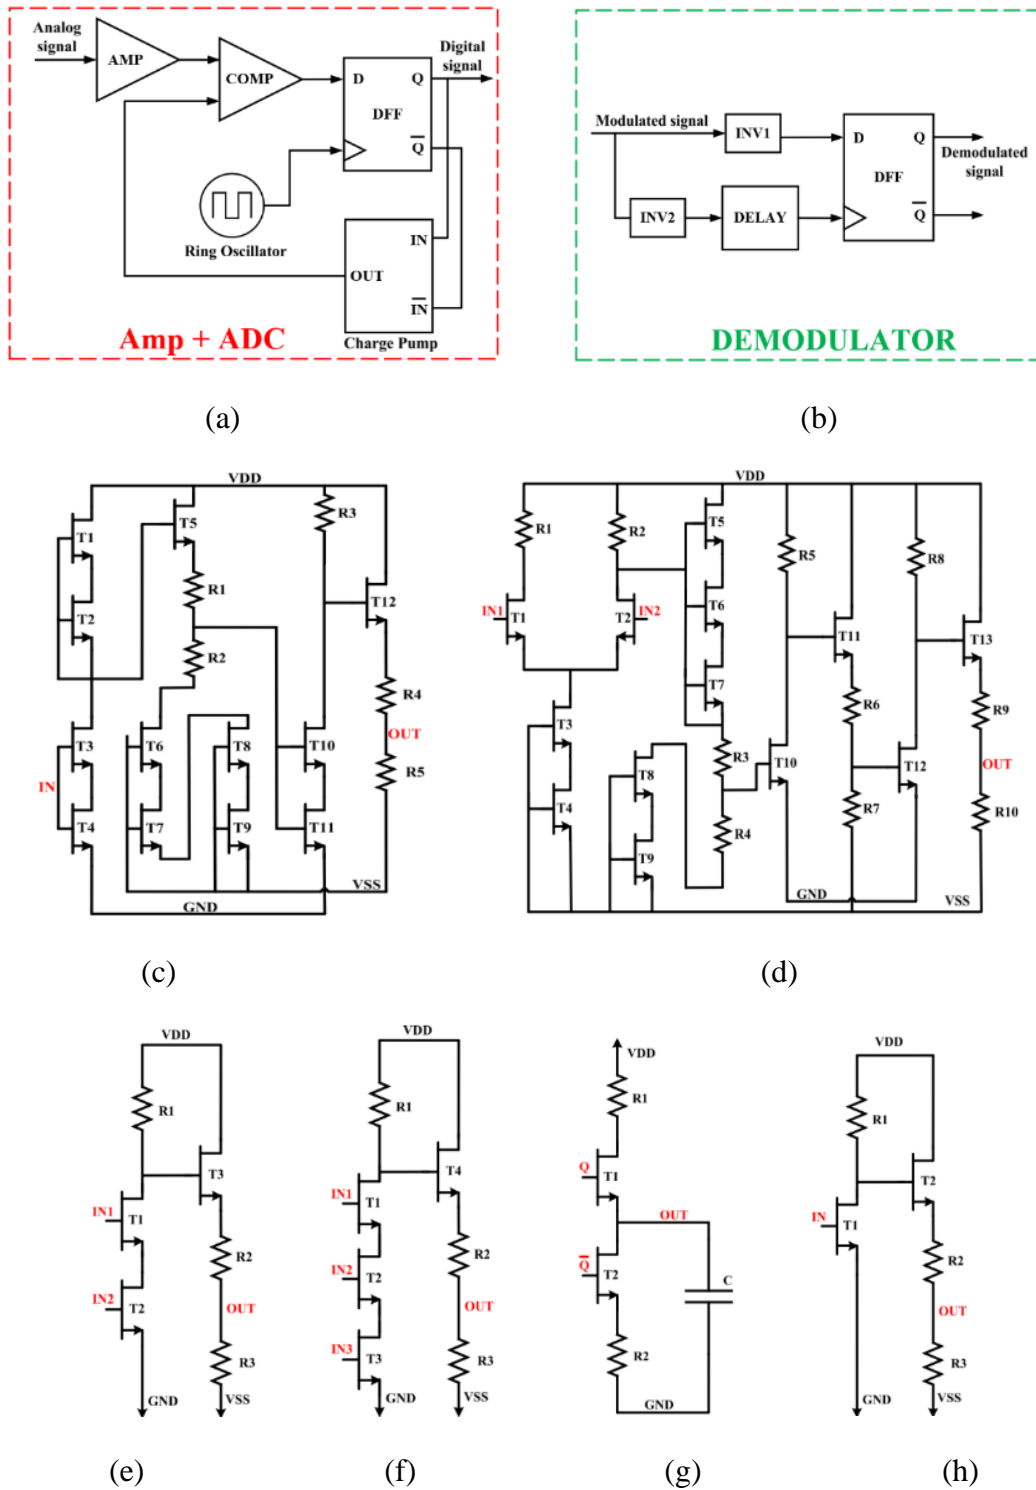 Analog
signal
AMP
COMP
D
Q
DFF
Q
Digital
signal
Ring Oscillator
IN
OUT
IN
Charge Pump
Amp + ADC
(a)
Modulated signal
INV1
INV2
DELAY
D
Q
DFF
Q
Demodulated
signal
DEMODULATOR
(b)
VDD
T1
T2
T3
IN
T4
T5
R1
R2
T6
T7
T8
T9
T10
T11
R3
T12
R4
OUT
R5
VSS
GND
(c)
VDD
R1
R2
IN1
T1
T2
IN2
T3
T4
T5
T6
T7
R3
R4
T8
T9
T10
R5
T11
R6
R7
R8
T12
T13
R9
OUT
R10
GND
VSS
(d)
VDD
R1
T3
IN1
T1
IN2
T2
R2
OUT
R3
GND
VSS
(e)
VDD
R1
T4
IN1
T1
IN2
T2
IN3
T3
R2
OUT
R3
GND
VSS
(f)
VDD
R1
Q
T1
OUT
Q
T2
C
R2
GND
(g)
VDD
R1
T2
IN
T1
R2
OUT
R3
GND
VSS
(h)